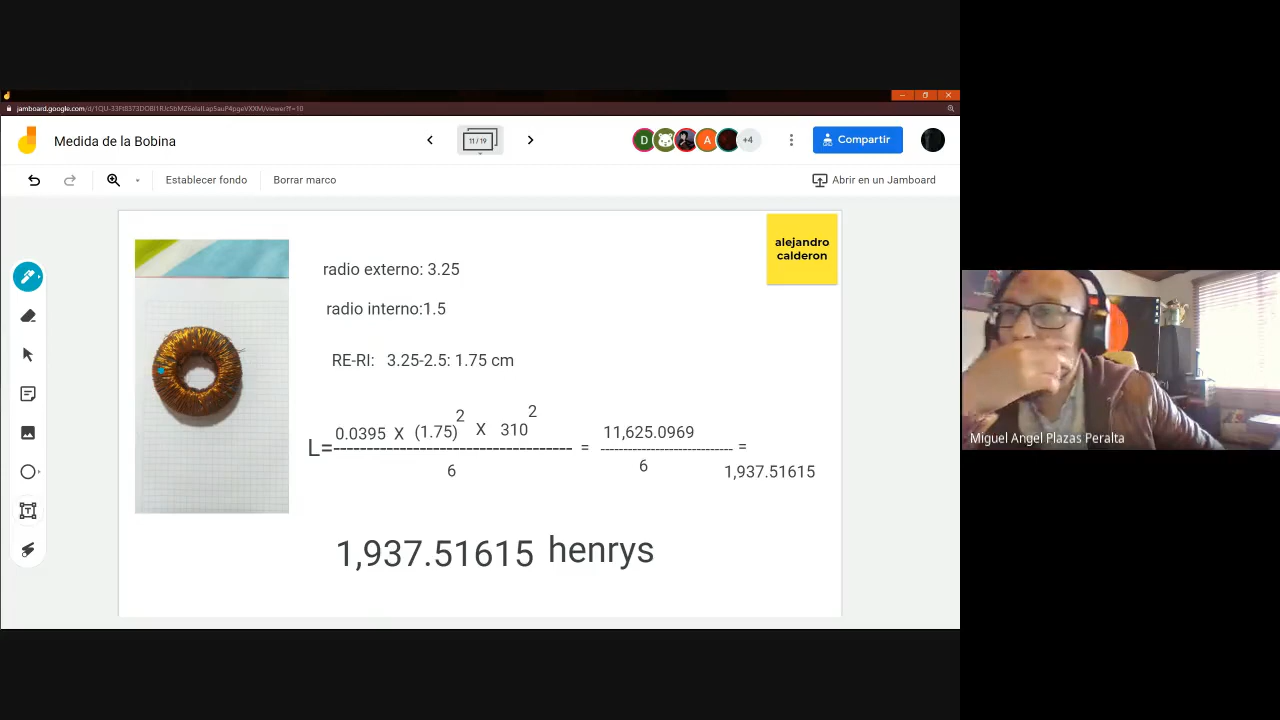 Medida de la Bobina
11 / 19
D
A
+4
Compartir
Establecer fondo
Borrar marco
Abrir en un Jamboard
alejandro
calderon
radio externo: 3.25
radio interno:1.5
RE-RI: 3.25-2.5: 1.75 cm
L= 0.0395 X (1.75)2 X 3102
6
= 11,625.0969
6
= 1,937.51615
1,937.51615 henrys
Miguel Angel Plazas Peralta